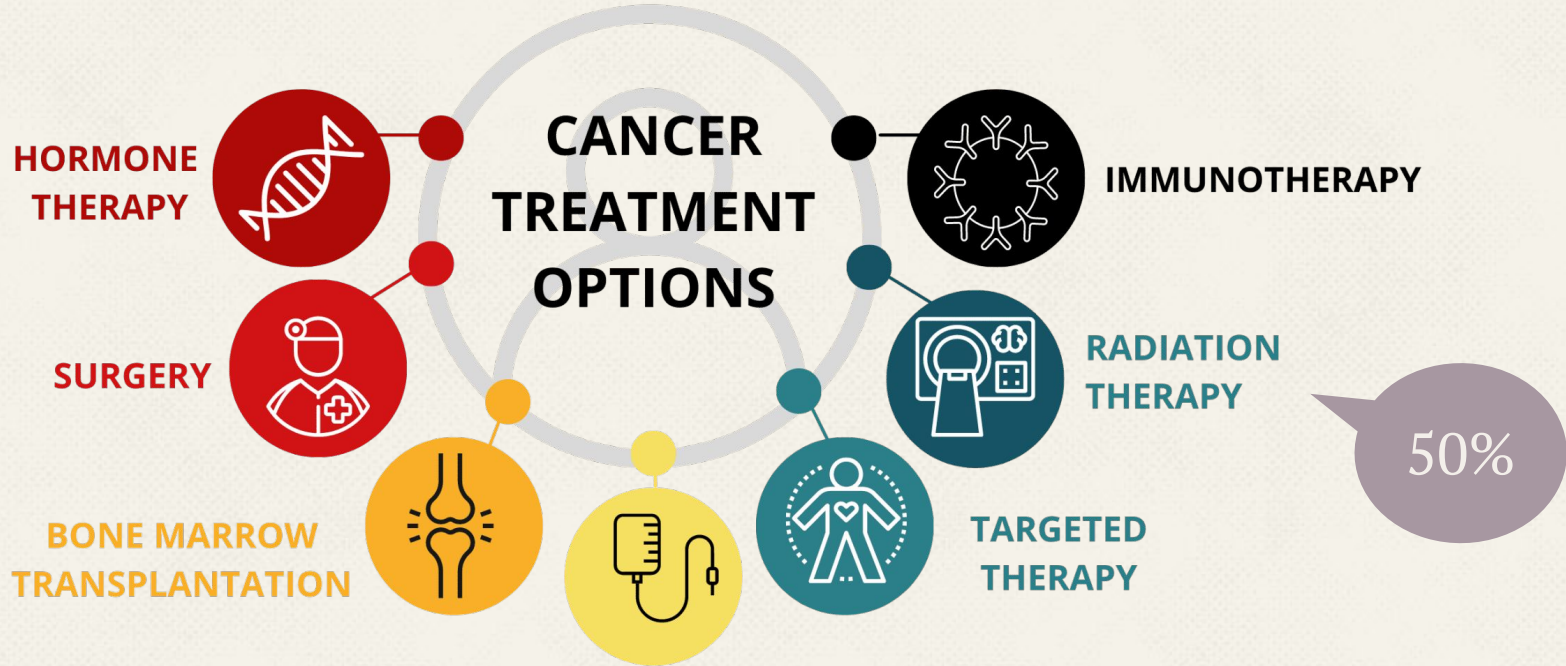 CANCER
TREATMENT
OPTIONS
HORMONE
THERAPY
SURGERY
BONE MARROW
TRANSPLANTATION
TARGETED
THERAPY
RADIATION
THERAPY
IMMUNOTHERAPY
50%